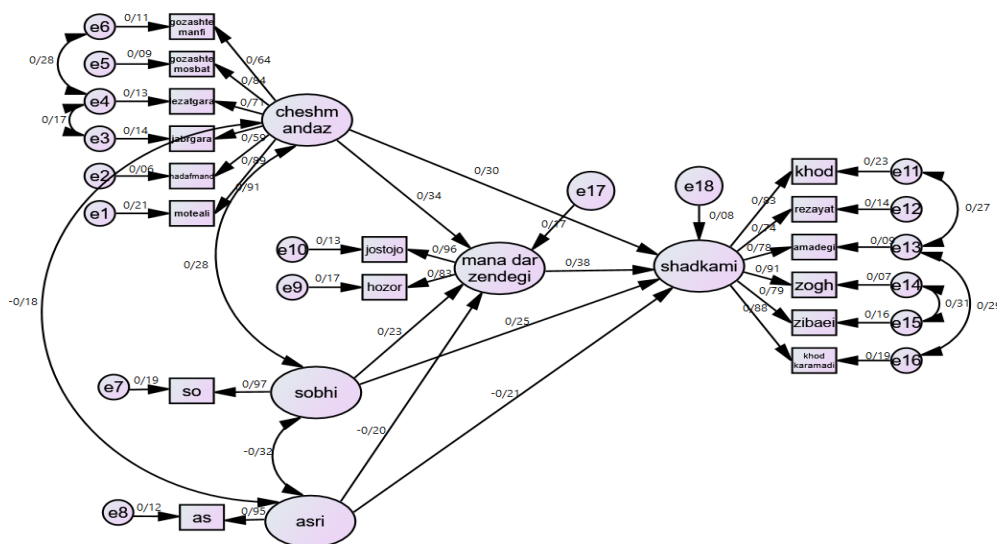 e6
0/11
gozashte
manfi
0/64
0/28
e5
0/09
gozashte
mosbat
0/84
e4
0/13
lezatgara
0/71
0/17
e3
0/14
jabrgara
0/59
e2
0/06
hadafmand
0/89
e1
0/21
moteali
0/91
cheshm
andaz
0/30
0/34
0/28
-0/18
e17
0/17
e18
0/08
e10
0/13
jostojo
0/96
e9
0/17
hozor
0/83
mana dar
zendegi
0/38
shadkami
0/83
khod
0/23
e11
0/27
0/74
rezayat
0/14
e12
0/78
amadegi
0/09
e13
0/91
zogh
0/07
e14
0/31
0/29
0/79
zibaei
0/16
e15
0/88
khod
karamadi
0/19
e16
0/23
0/25
e7
0/19
so
0/97
sobhi
-0/32
-0/20
-0/21
e8
0/12
as
0/95
asri